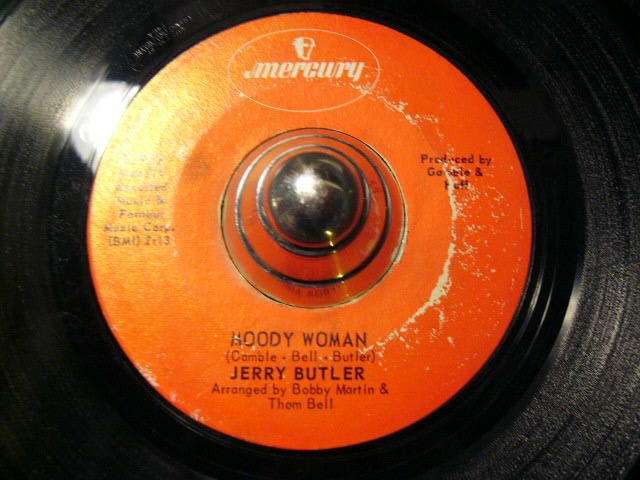 mercury
Assorted
Music &
Famous
Music Corp.
(BMI) 2:13
Produced by
Gamble &
Huff
MOODY WOMAN
(Gamble - Bell - Butler)
JERRY BUTLER
Arranged by Bobby Martin &
Thom Bell